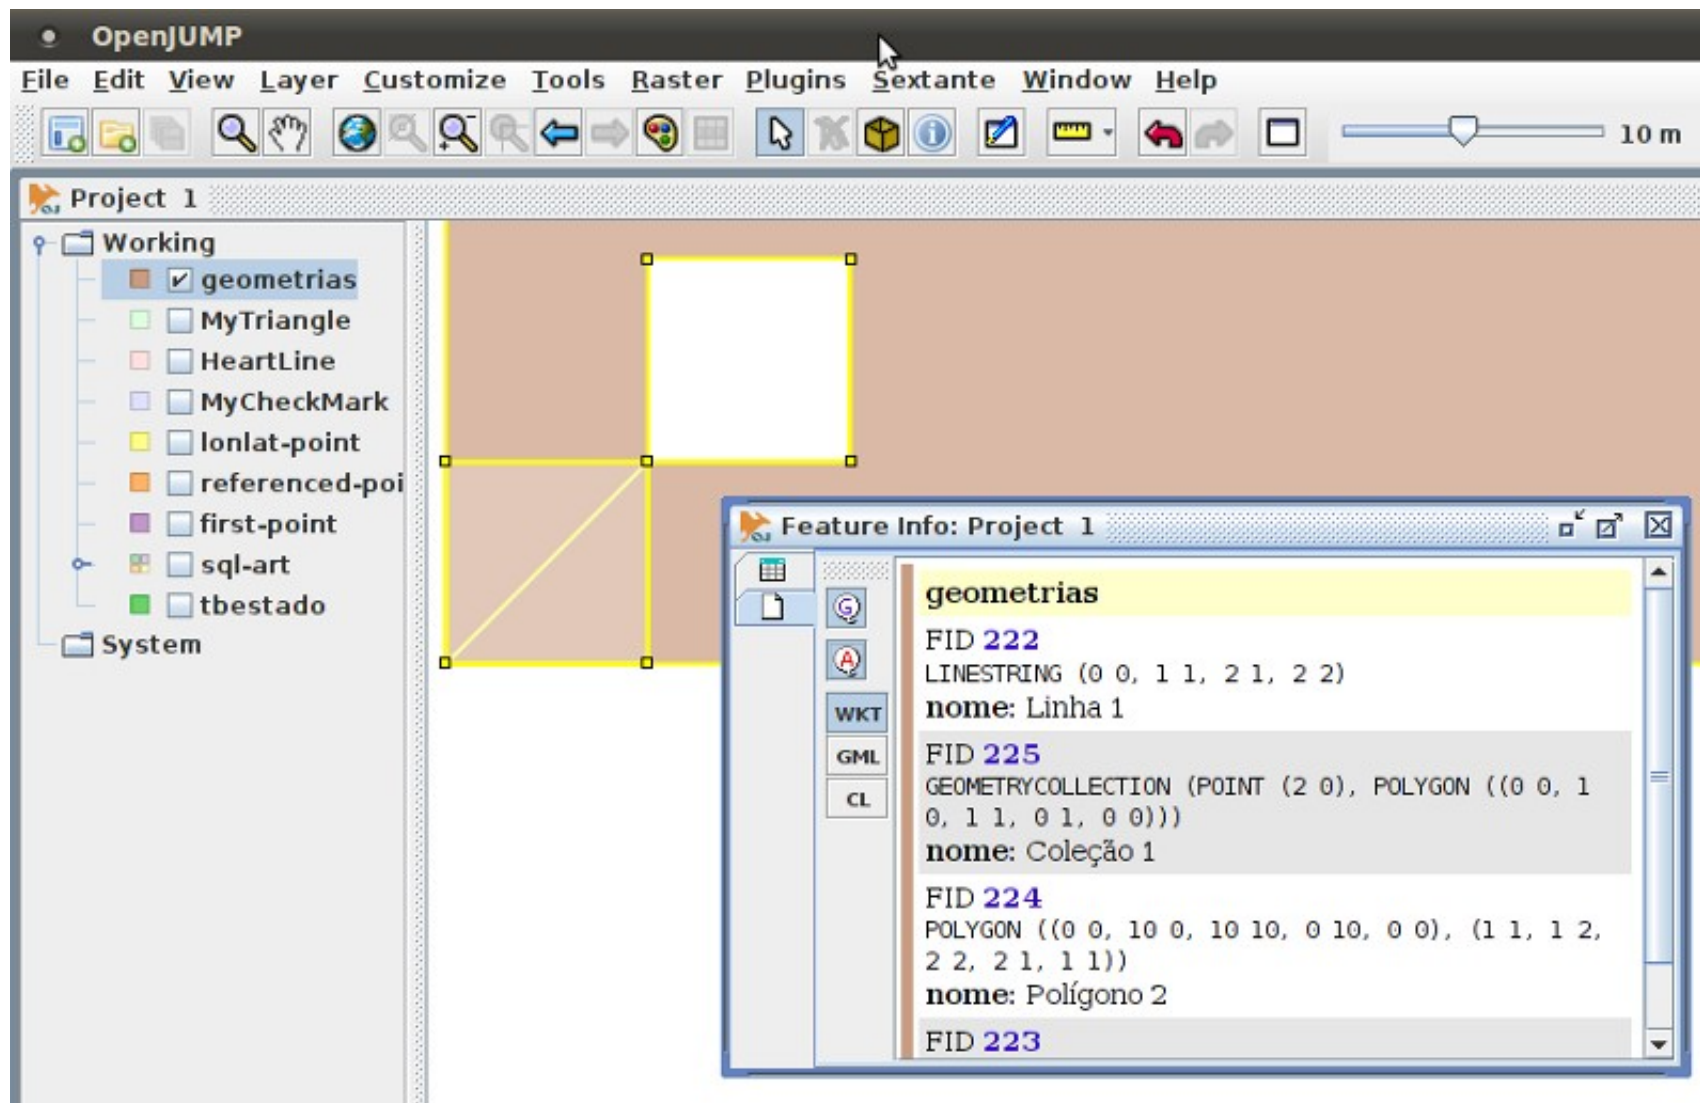 OpenJUMP
File Edit View Layer Customize Tools Raster Plugins Sextante Window Help
10 m
Project 1
Working
geometrias
MyTriangle
HeartLine
MyCheckMark
lonlat-point
referenced-poi
first-point
sql-art
tbestado
System
Feature Info: Project 1
G
A
WKT
GML
CL
geometrias
FID 222
LINESTRING (0 0, 1 1, 2 1, 2 2)
nome: Linha 1
FID 225
GEOMETRYCOLLECTION (POINT (2 0), POLYGON ((0 0, 1
0, 1 1, 0 1, 0 0)))
nome: Coleção 1
FID 224
POLYGON ((0 0, 10 0, 10 10, 0 10, 0 0), (1 1, 1 2,
2 2, 2 1, 1 1))
nome: Polígono 2
FID 223